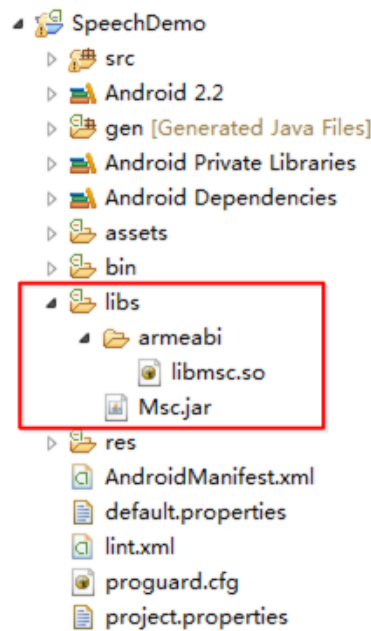 SpeechDemo
src
Android 2.2
gen [Generated Java Files]
Android Private Libraries
Android Dependencies
assets
bin
libs
armeabi
libmsc.so
Msc.jar
res
AndroidManifest.xml
default.properties
lint.xml
proguard.cfg
project.properties